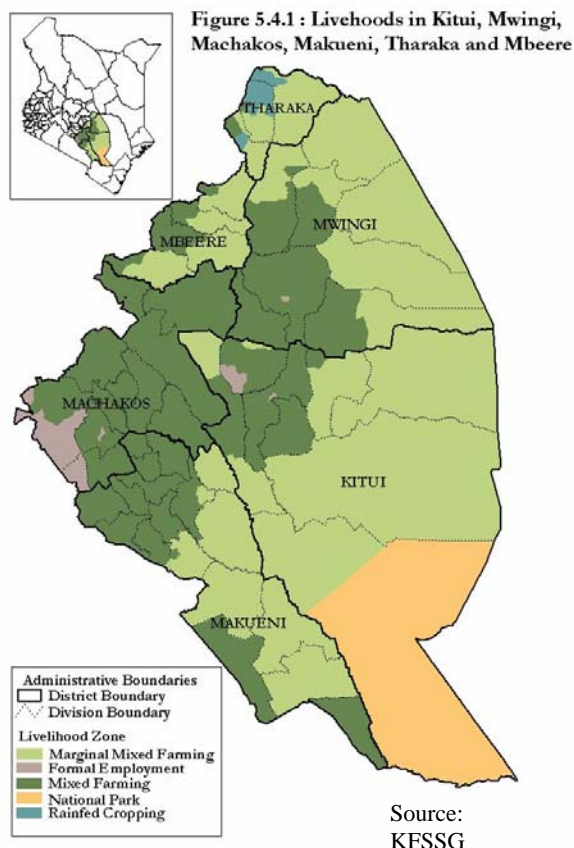 Figure 5.4.1 : Livehoods in Kitui, Mwingi,
Machakos, Makueni, Tharaka and Mbeere
THARAKA
MWINGI
MBEERE
MACHAKOS
KITUI
MAKUENI
Administrative Boundaries
District Boundary
Division Boundary
Livelihood Zone
Marginal Mixed Farming
Formal Employment
Mixed Farming
National Park
Rainfed Cropping
Source:
KFSSG